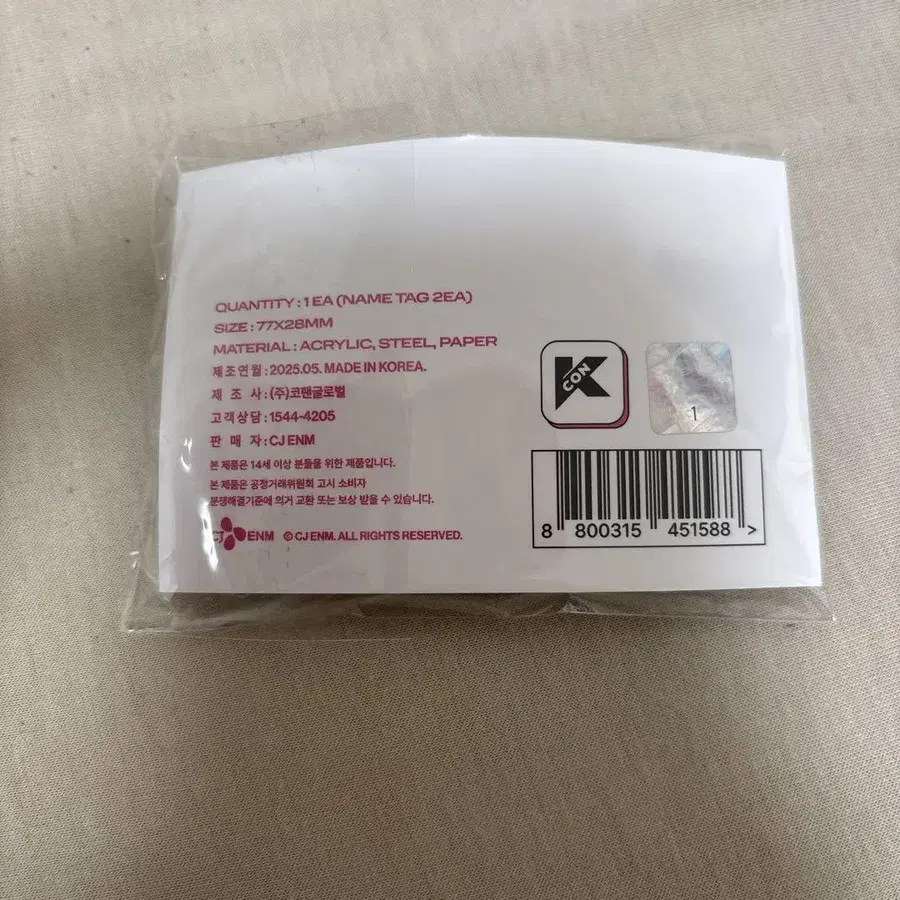 QUANTITY : 1 EA (NAME TAG 2EA)
SIZE : 77X28MM
MATERIAL : ACRYLIC, STEEL, PAPER
제조연월 : 2025.05. MADE IN KOREA.
제 조 사 : (주)코팬글로벌
고객상담 : 1544-4205
판 매 자 : CJ ENM
본 제품은 14세 이상 분들을 위한 제품입니다.
본 제품은 공정거래위원회 고시 소비자
분쟁해결기준에 의거 교환 또는 보상 받을 수 있습니다.
CJ ENM © CJ ENM. ALL RIGHTS RESERVED.
K CON
1
8 800315 451588 >